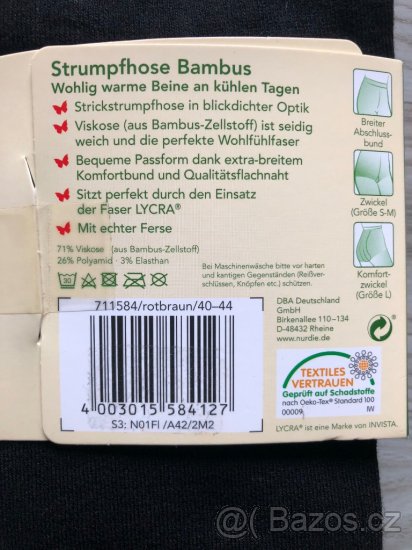 Strumpfhose Bambus
Wohlig warme Beine an kühlen Tagen
Strickstrumpfhose in blickdichter Optik
Viskose (aus Bambus-Zellstoff) ist seidig
weich und die perfekte Wohlfühlfaser
Bequeme Passform dank extra-breitem
Komfortbund und Qualitätsflachnaht
Sitzt perfekt durch den Einsatz
der Faser LYCRA®
Mit echter Ferse
71% Viskose (aus Bambus-Zellstoff)
26% Polyamid · 3% Elasthan
30
Bei Maschinenwäsche bitte vor harten
und kantigen Gegenständen (Reißver-
schlüssen, Knöpfen etc.) schützen.
Breiter
Abschluss-
bund
Zwickel
(Größe S-M)
Komfort-
zwickel
(Größe L)
711584/rotbraun/40-44
4 003015 584127
S3: N01FI /A42/2M2
DBA Deutschland
GmbH
Birkenallee 110–134
D-48432 Rheine
www.nurdie.de
TEXTILES
VERTRAUEN
Geprüft auf Schadstoffe
nach Oeko-Tex® Standard 100
00009 IW
LYCRA® ist eine Marke von INVISTA.
Bazos.cz